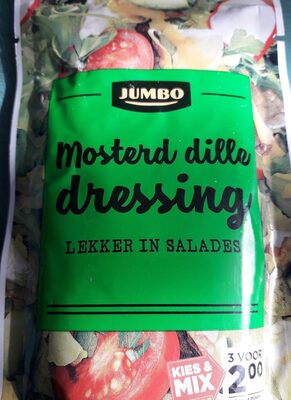 JUMBO
Mosterd dille
dressing
LEKKER IN SALADES
KIES &
MIX
3 VOOR
2.00